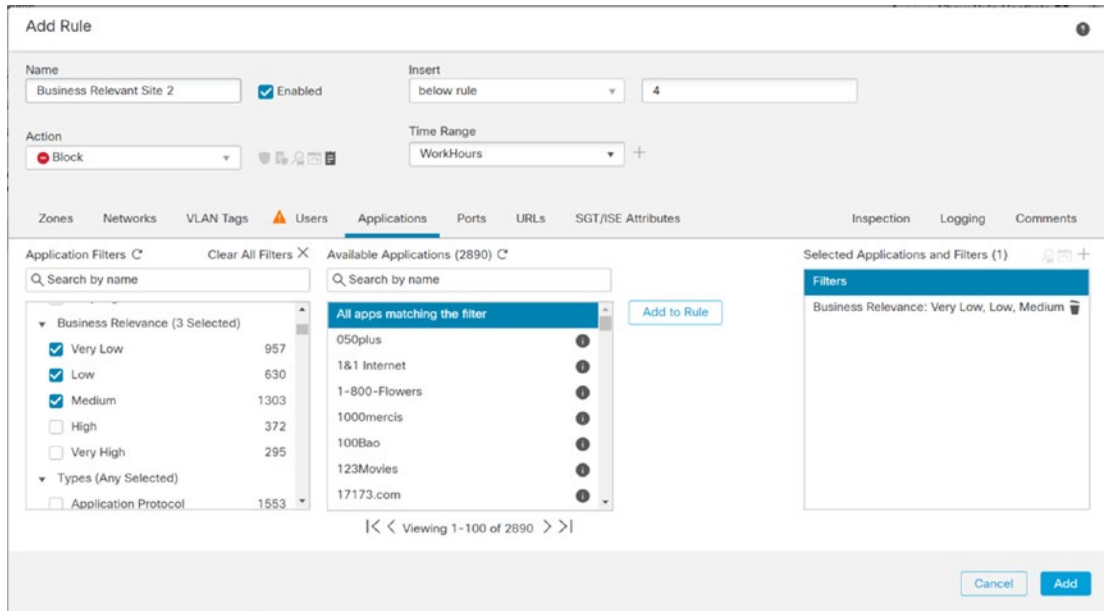 Add Rule
Name
Insert
Business Relevant Site 2
Enabled
below rule
4
Action
Time Range
Block
WorkHours
Zones Networks VLAN Tags Users Applications Ports URLs SGT/ISE Attributes Inspection Logging Comments
Application Filters Clear All Filters
Available Applications (2890)
Selected Applications and Filters (1)
Search by name
Search by name
Filters
Business Relevance (3 Selected)
All apps matching the filter
Add to Rule
Business Relevance: Very Low, Low, Medium
Very Low 957
050plus
Low 630
1&1 Internet
Medium 1303
1-800-Flowers
High 372
1000mercis
Very High 295
100Bao
Types (Any Selected)
123Movies
Application Protocol 1553
17173.com
Viewing 1-100 of 2890
Cancel
Add